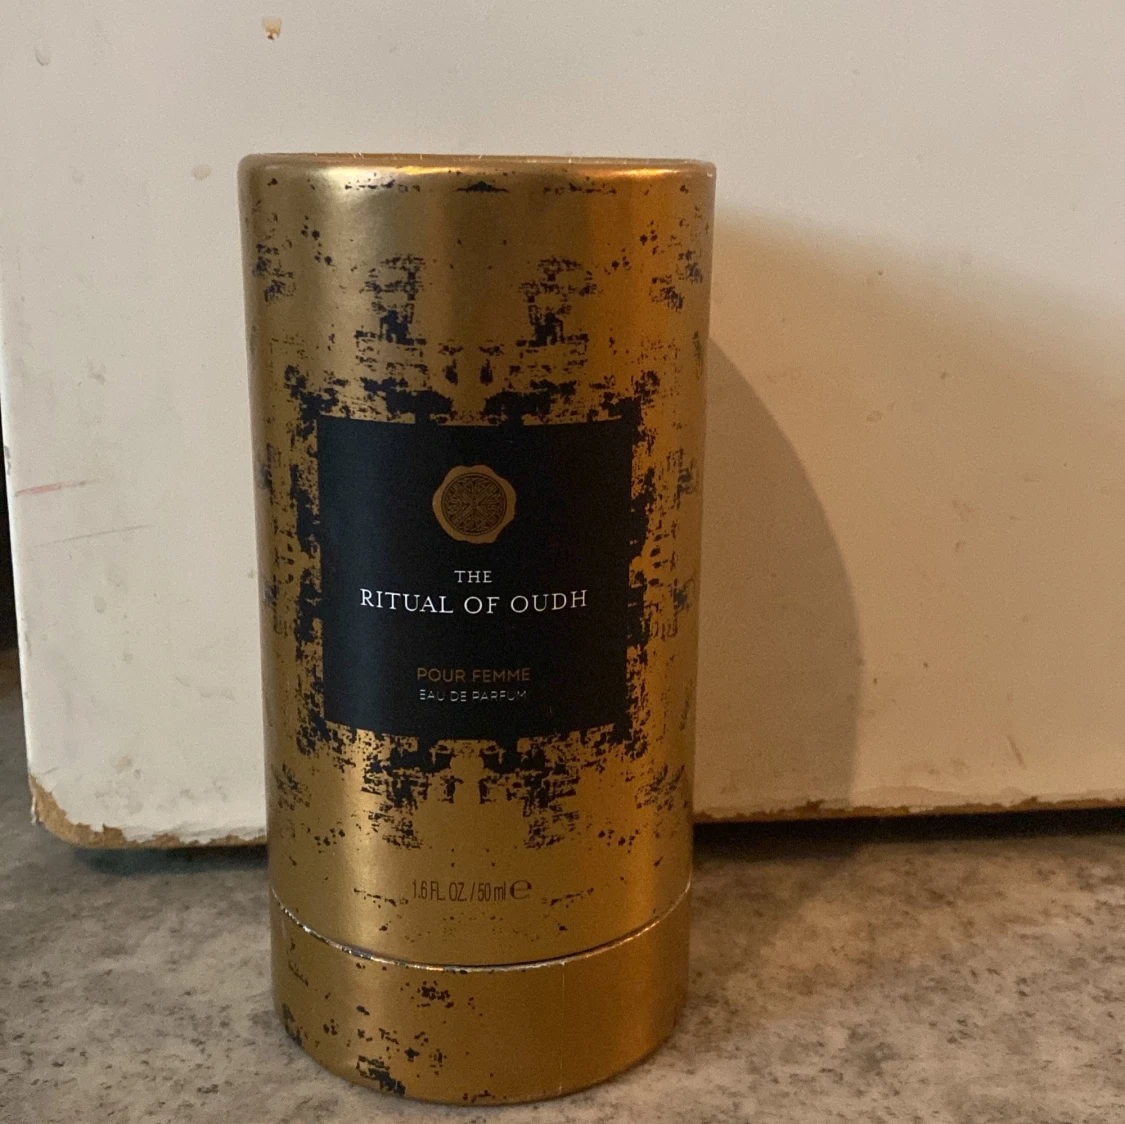 THE
RITUAL OF OUDH
POUR FEMME
EAU DE PARFUM
1.6 FL. OZ. / 50 ml ℮